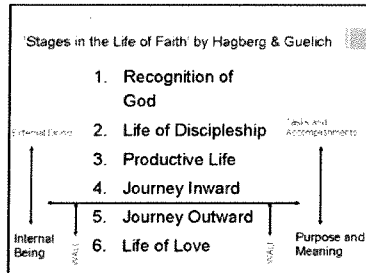 'Stages in the Life of Faith' by Hagberg & Guelich
1. Recognition of
God
2. Life of Discipleship
3. Productive Life
4. Journey Inward
5. Journey Outward
6. Life of Love
External
Tasks and
Accomplishments
Internal
Being
WALL
WALL
Purpose and
Meaning